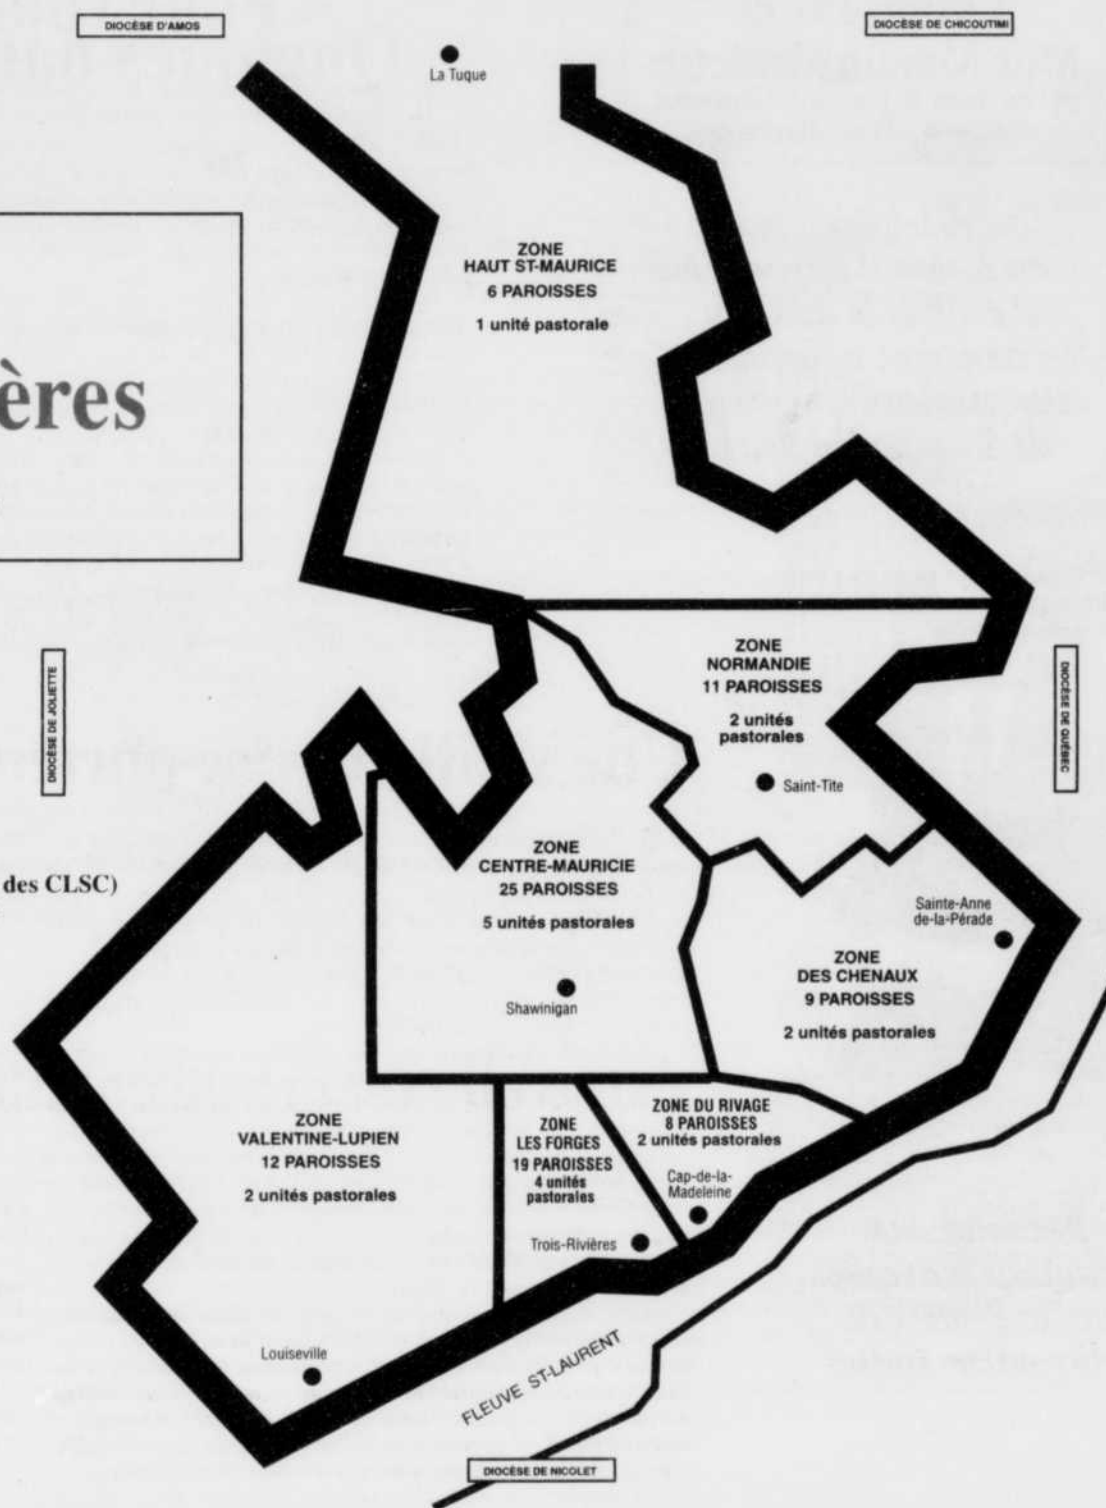 DIOCÈSE D'AMOS
DIOCÈSE DE CHICOUTIMI
La Tuque
ZONE
HAUT ST-MAURICE
6 PAROISSES
1 unité pastorale
ères
DIOCÈSE DE JOLIETTE
DIOCÈSE DE QUÉBEC
ZONE
NORMANDIE
11 PAROISSES
2 unités
pastorales
Saint-Tite
des CLSC)
ZONE
CENTRE-MAURICIE
25 PAROISSES
5 unités pastorales
Shawinigan
Sainte-Anne
de-la-Pérade
ZONE
DES CHENAUX
9 PAROISSES
2 unités pastorales
ZONE
VALENTINE-LUPIEN
12 PAROISSES
2 unités pastorales
ZONE
LES FORGES
19 PAROISSES
4 unités
pastorales
Trois-Rivières
ZONE DU RIVAGE
8 PAROISSES
2 unités pastorales
Cap-de-la-
Madeleine
Louiseville
FLEUVE ST-LAURENT
DIOCÈSE DE NICOLET